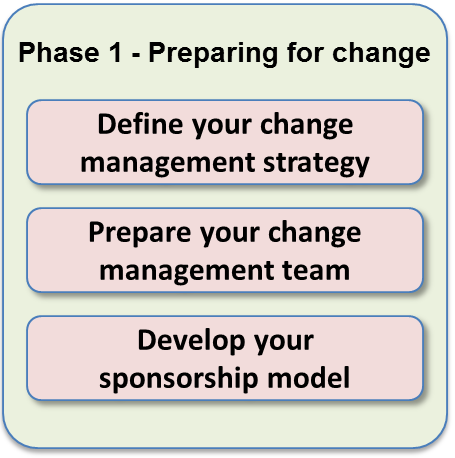 Phase 1 - Preparing for change
Define your change
management strategy
Prepare your change
management team
Develop your
sponsorship model